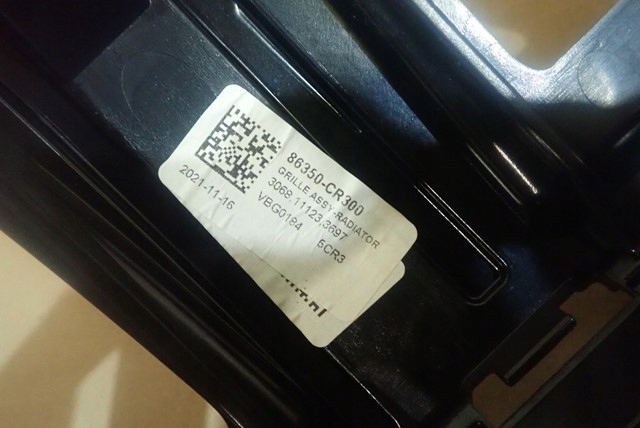 86350-CR300
GRILLE ASSY-RADIATOR
3068.11123.3697
VBG0184 5CR3
2021-11-16